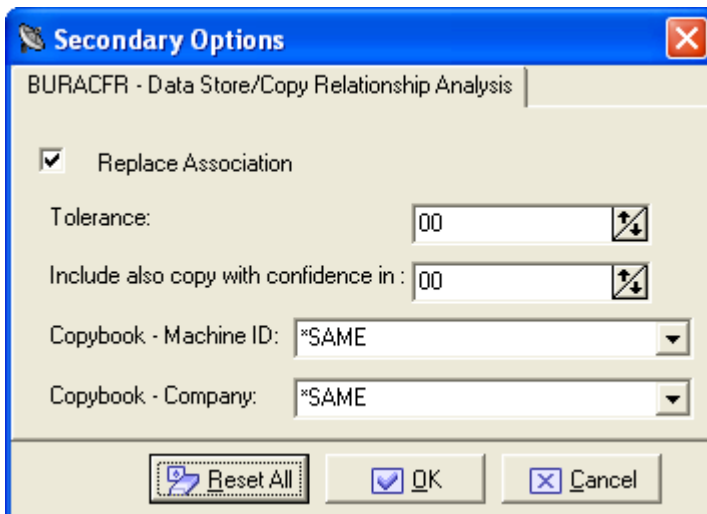 Secondary Options
BURACFR - Data Store/Copy Relationship Analysis
Replace Association
Tolerance: 00
Include also copy with confidence in : 00
Copybook - Machine ID: *SAME
Copybook - Company: *SAME
Reset All OK Cancel